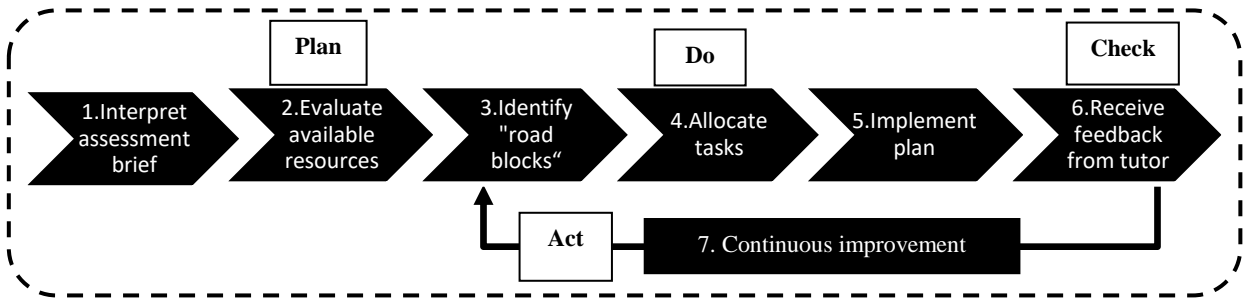 Plan
Do
Check
1.Interpret
assessment
brief
2.Evaluate
available
resources
3.Identify
"road
blocks“
4.Allocate
tasks
5.Implement
plan
6.Receive
feedback
from tutor
Act
7. Continuous improvement